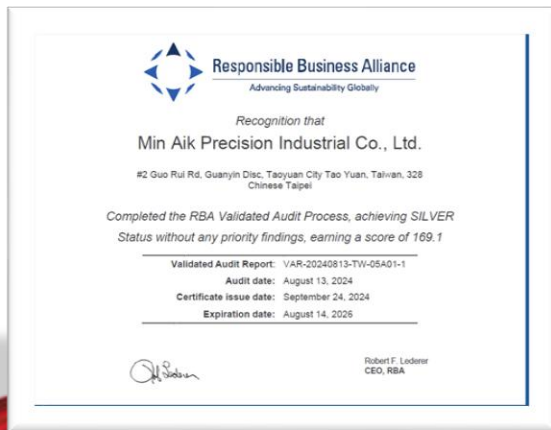 Responsible Business Alliance
Advancing Sustainability Globally
Recognition that
Min Aik Precision Industrial Co., Ltd.
#2 Guo Rui Rd, Guanyin Disc, Taoyuan City Tao Yuan, Taiwan, 328
Chinese Taipei
Completed the RBA Validated Audit Process, achieving SILVER
Status without any priority findings, earning a score of 169.1
Validated Audit Report: VAR-20240813-TW-05A01-1
Audit date: August 13, 2024
Certificate issue date: September 24, 2024
Expiration date: August 14, 2026
Robert F. Lederer
CEO, RBA